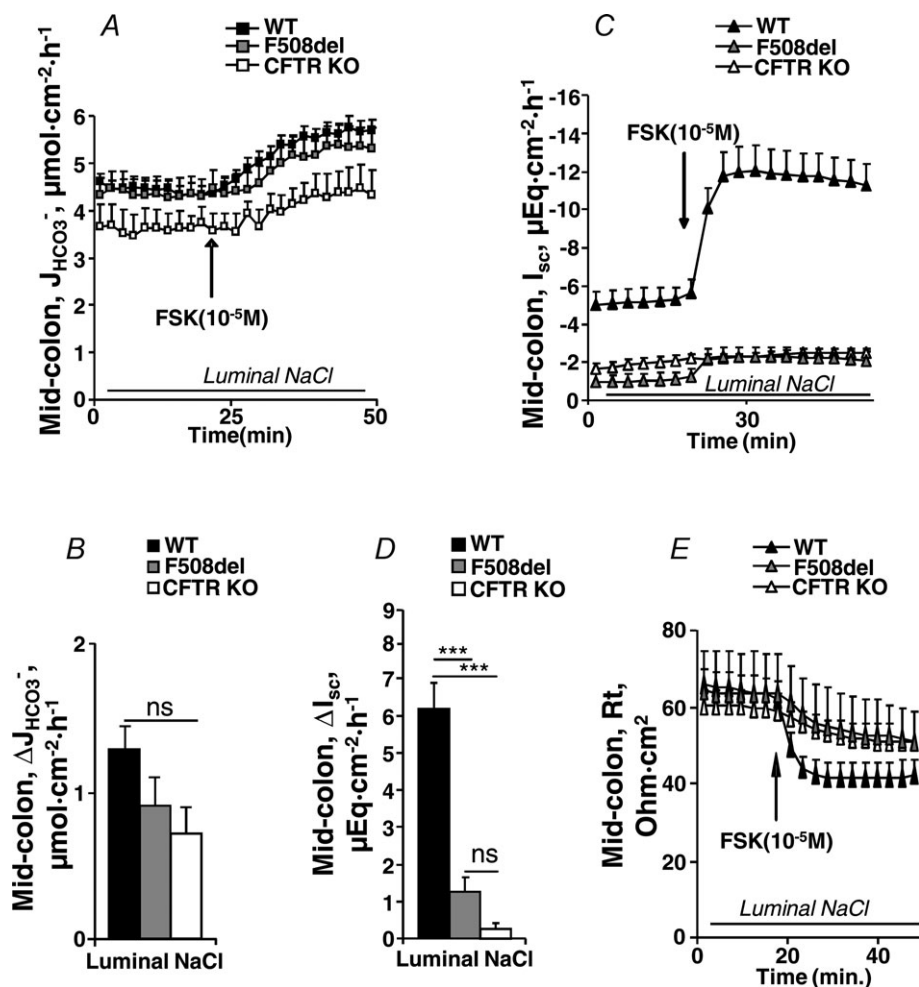 A
WT
F508del
CFTR KO
Mid-colon, J_HCO3⁻, µmol·cm⁻²·h⁻¹
6
5
4
3
2
1
0
FSK(10⁻⁵M)
Luminal NaCl
0
25
50
Time(min)
C
WT
F508del
CFTR KO
Mid-colon, I_sc, µEq·cm⁻²·h⁻¹
-16
-14
-12
-10
-8
-6
-4
-2
0
FSK(10⁻⁵M)
Luminal NaCl
0
30
Time (min)
B
WT
F508del
CFTR KO
Mid-colon, ΔJ_HCO3⁻,
µmol·cm⁻²·h⁻¹
2
1
0
ns
Luminal NaCl
D
WT
F508del
CFTR KO
Mid-colon, ΔI_sc,
µEq·cm⁻²·h⁻¹
9
8
7
6
5
4
3
2
1
0
***
***
ns
Luminal NaCl
E
WT
F508del
CFTR KO
Mid-colon, Rt,
Ohm·cm²
80
60
40
20
0
FSK(10⁻⁵M)
Luminal NaCl
0
20
40
Time (min.)